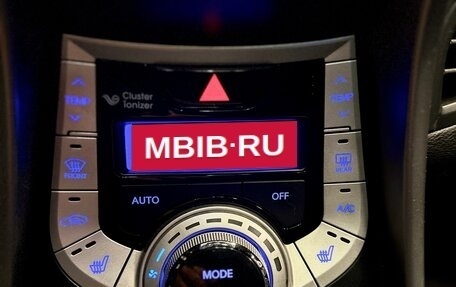 TEMP
Cluster
Ionizer
TEMP
MBIB·RU
FRONT
REAR
AUTO
OFF
A/C
MODE